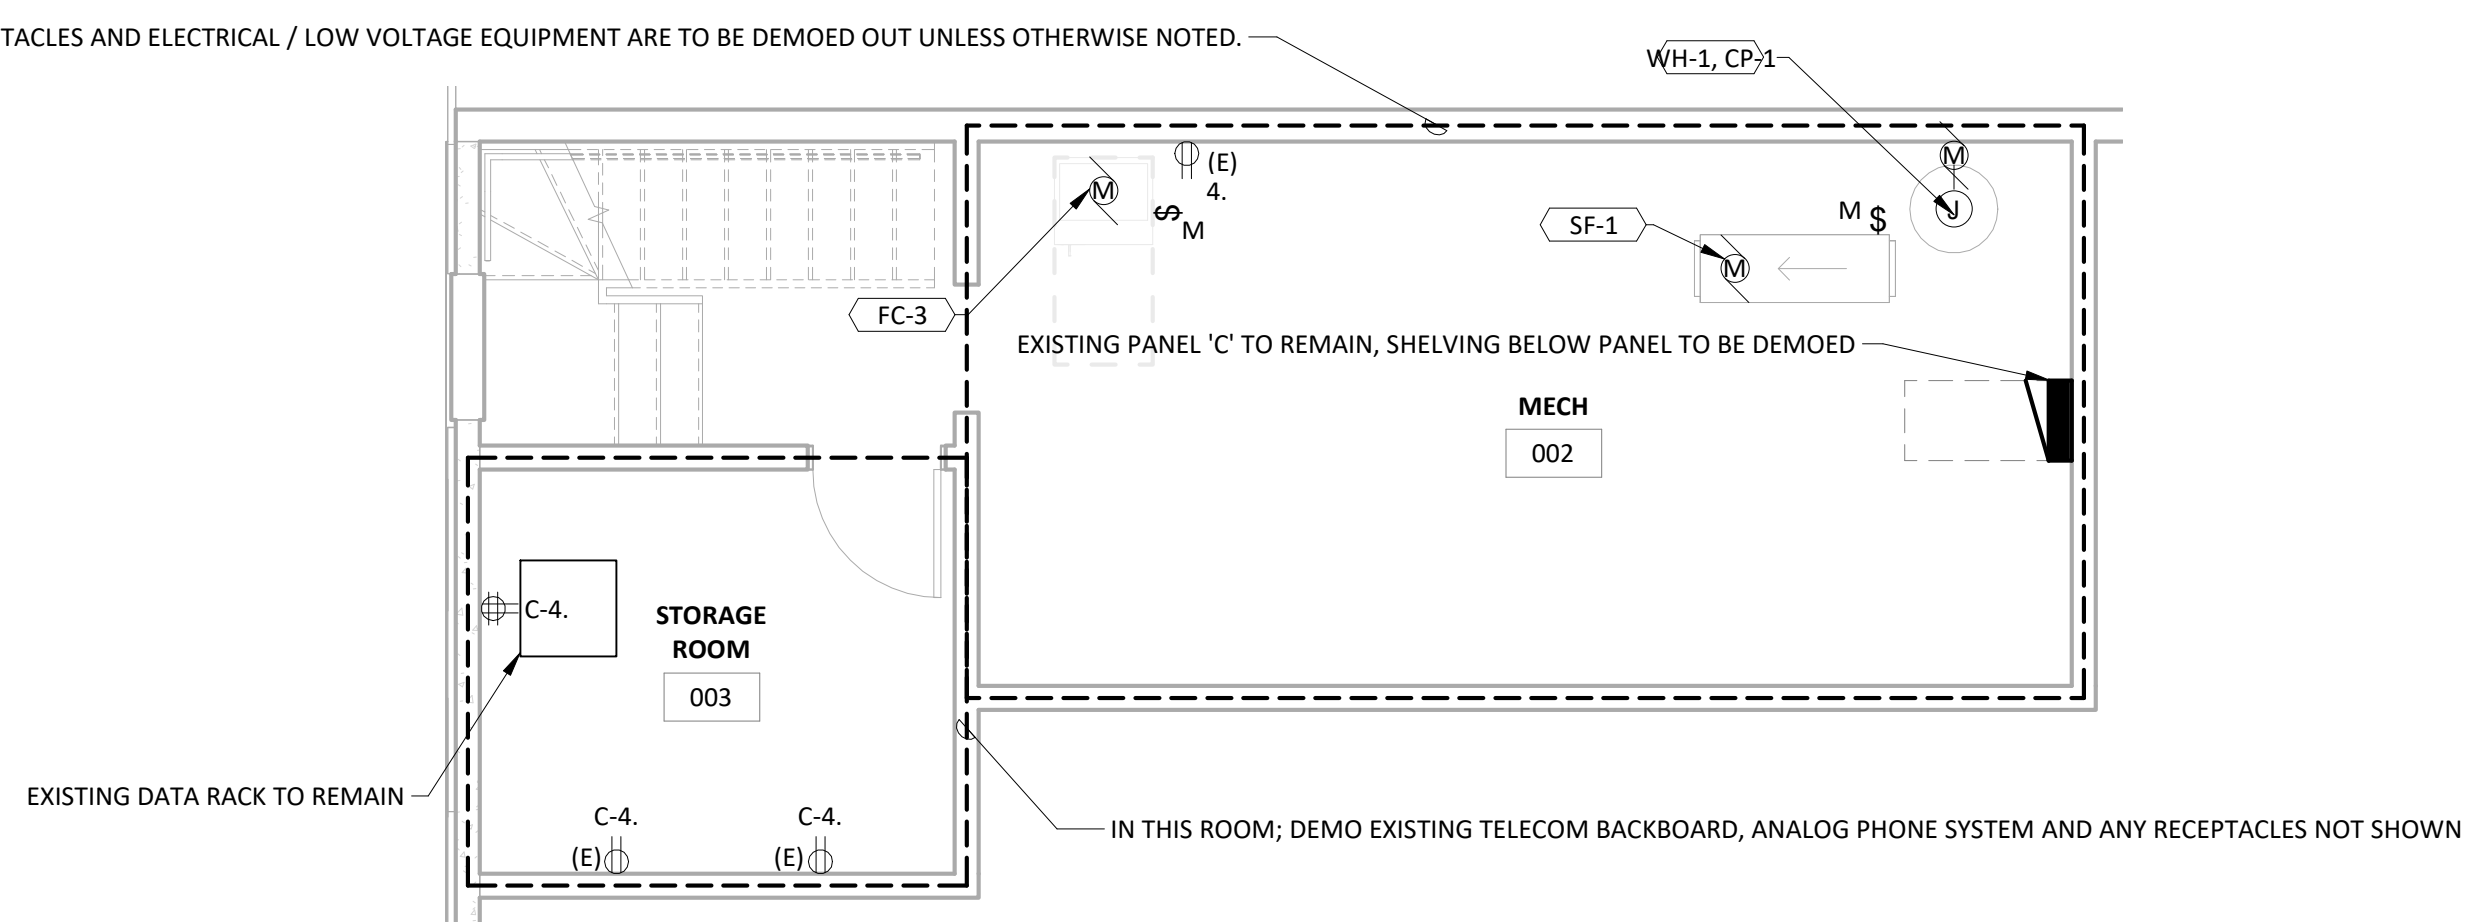 TACLES AND ELECTRICAL / LOW VOLTAGE EQUIPMENT ARE TO BE DEMOED OUT UNLESS OTHERWISE NOTED.
WH-1, CP-1
M
(E)
4.
M
$
M
M
$
J
SF-1
M
FC-3
EXISTING PANEL 'C' TO REMAIN, SHELVING BELOW PANEL TO BE DEMOED
MECH
002
C-4.
STORAGE
ROOM
003
EXISTING DATA RACK TO REMAIN
C-4.
C-4.
(E)
(E)
IN THIS ROOM; DEMO EXISTING TELECOM BACKBOARD, ANALOG PHONE SYSTEM AND ANY RECEPTACLES NOT SHOWN